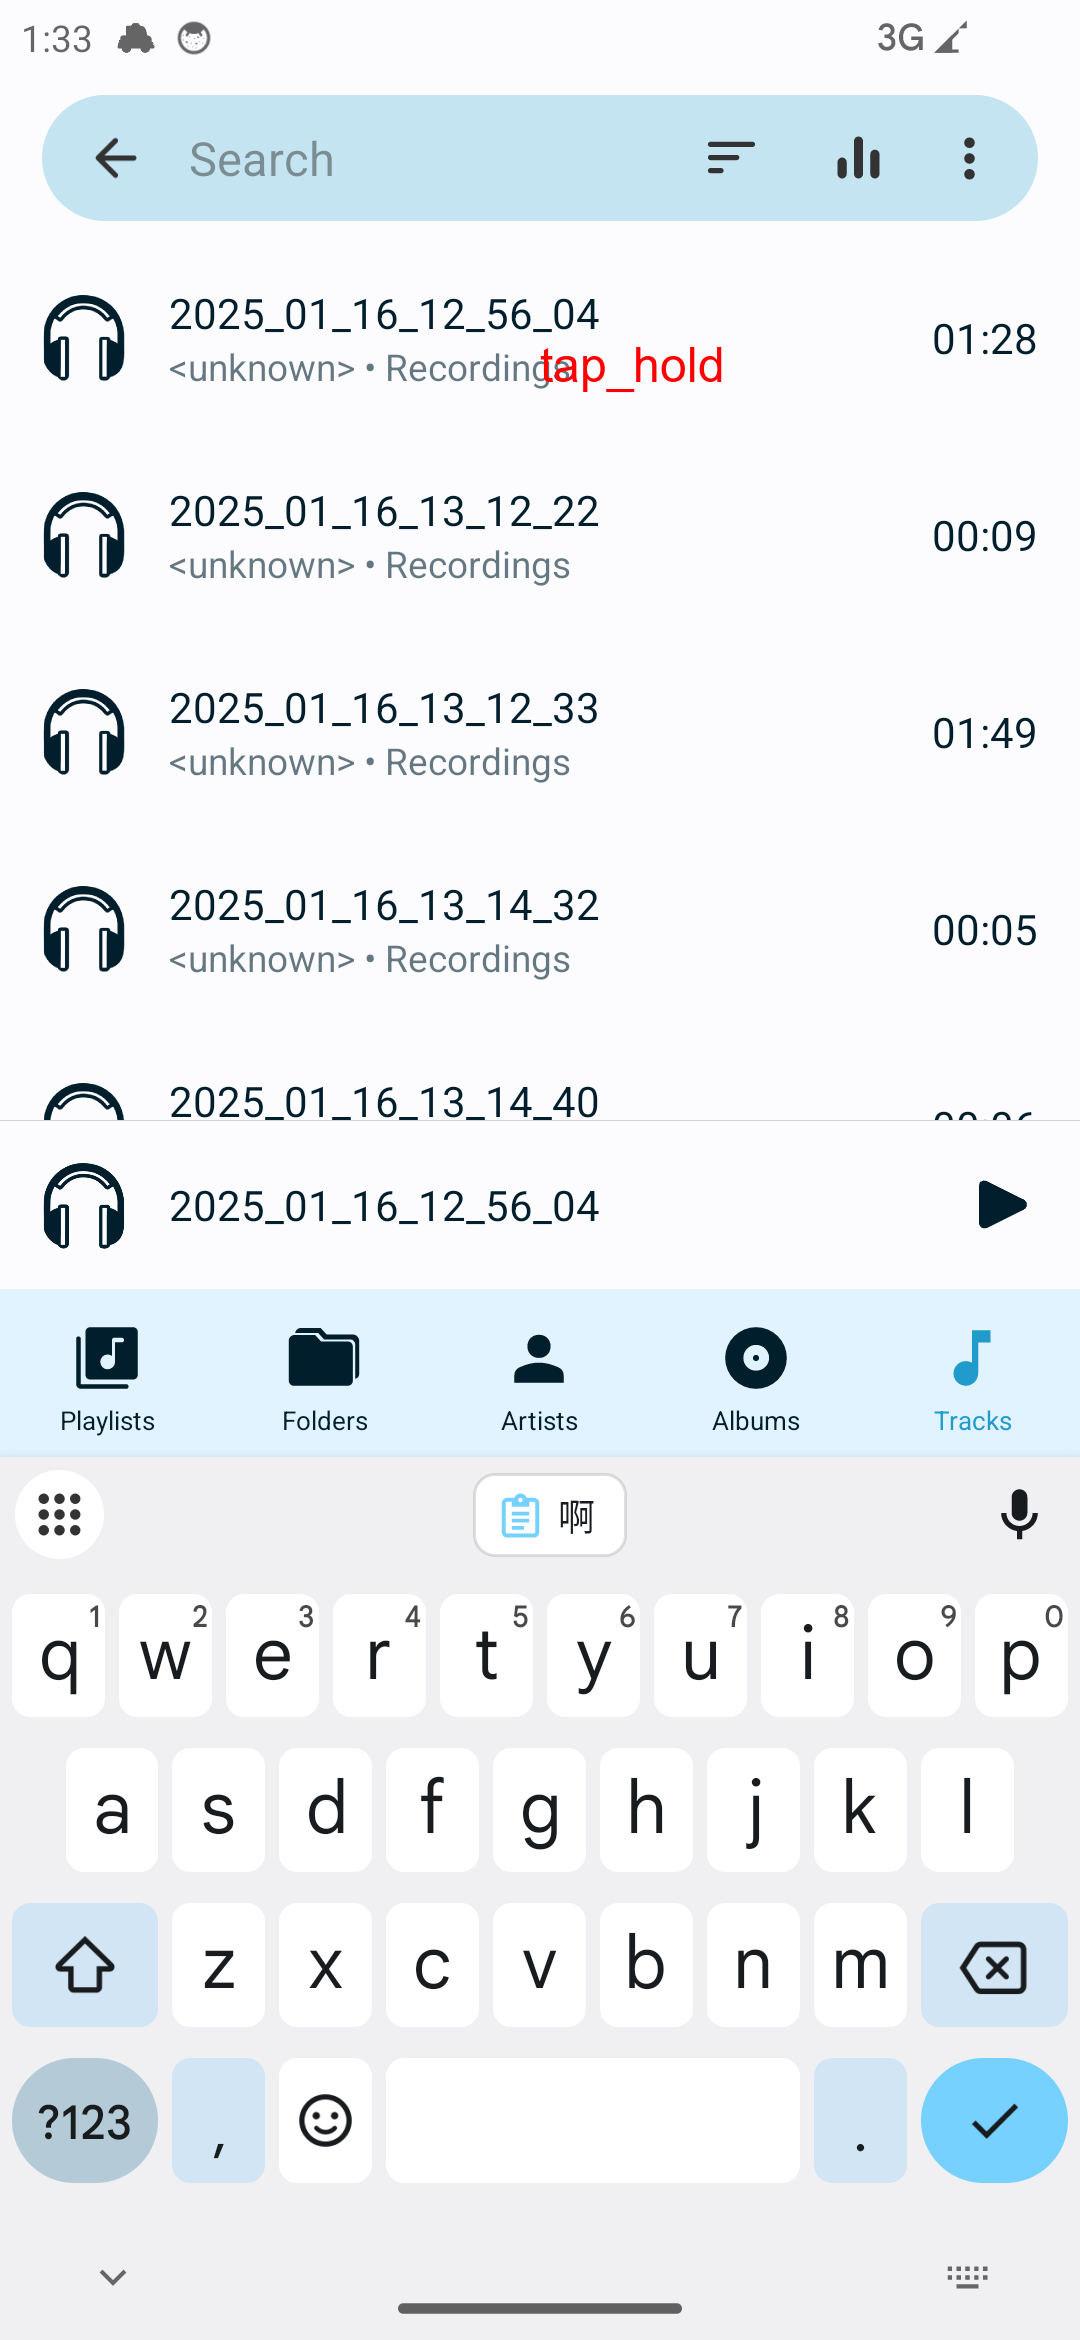 1:33 3G
Search
2025_01_16_12_56_04
<unknown> • Recordings
tap_hold
01:28
2025_01_16_13_12_22
<unknown> • Recordings
00:09
2025_01_16_13_12_33
<unknown> • Recordings
01:49
2025_01_16_13_14_32
<unknown> • Recordings
00:05
2025_01_16_13_14_40
00:06
2025_01_16_12_56_04
Playlists Folders Artists Albums Tracks
啊
q1 w2 e3 r4 t5 y6 u7 i8 o9 p0
a s d f g h j k l
z x c v b n m
?123 , .